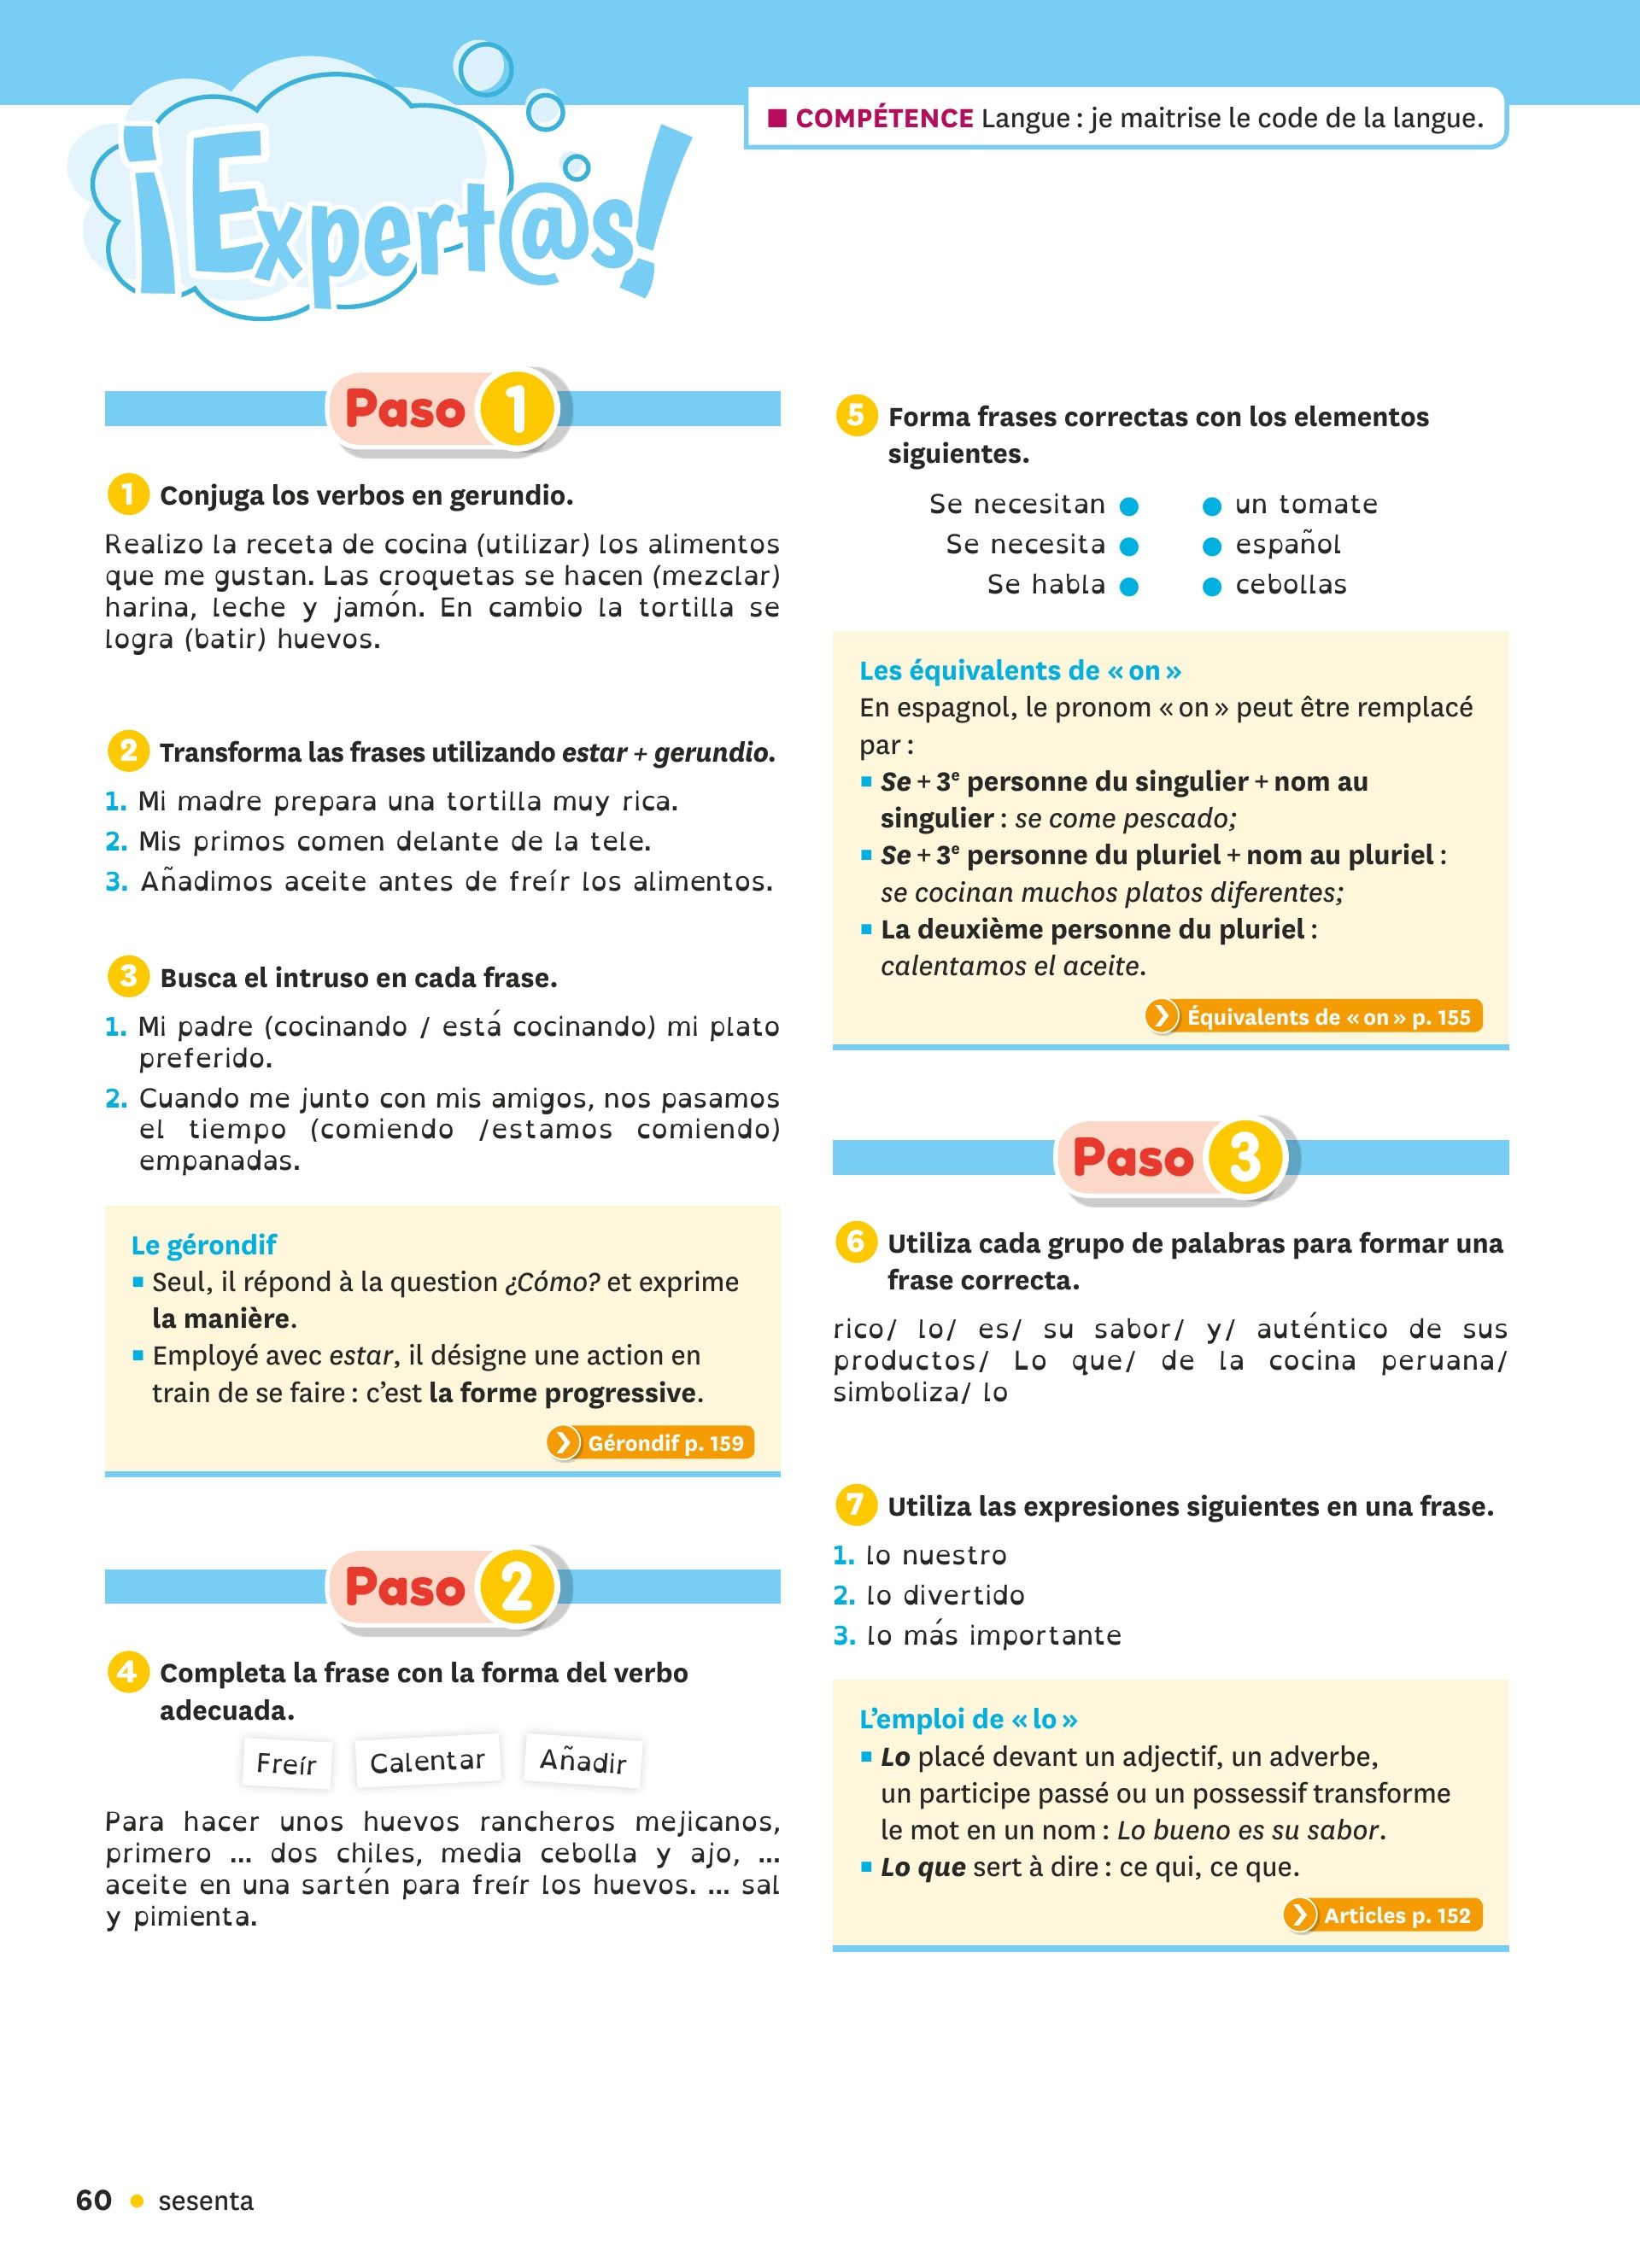 ¡Expert@s!
■ COMPÉTENCE Langue : je maitrise le code de la langue.
Paso 1
1 Conjuga los verbos en gerundio.
Realizo la receta de cocina (utilizar) los alimentos
que me gustan. Las croquetas se hacen (mezclar)
harina, leche y jamón. En cambio la tortilla se
logra (batir) huevos.
2 Transforma las frases utilizando estar + gerundio.
1. Mi madre prepara una tortilla muy rica.
2. Mis primos comen delante de la tele.
3. Añadimos aceite antes de freír los alimentos.
3 Busca el intruso en cada frase.
1. Mi padre (cocinando / está cocinando) mi plato
preferido.
2. Cuando me junto con mis amigos, nos pasamos
el tiempo (comiendo /estamos comiendo)
empanadas.
Le gérondif
▪ Seul, il répond à la question ¿Cómo? et exprime
la manière.
▪ Employé avec estar, il désigne une action en
train de se faire : c'est la forme progressive.
Gérondif p. 159
Paso 2
4 Completa la frase con la forma del verbo
adecuada.
Freír Calentar Añadir
Para hacer unos huevos rancheros mejicanos,
primero ... dos chiles, media cebolla y ajo, ...
aceite en una sartén para freír los huevos. ... sal
y pimienta.
5 Forma frases correctas con los elementos
siguientes.
Se necesitan ● ● un tomate
Se necesita ● ● español
Se habla ● ● cebollas
Les équivalents de « on »
En espagnol, le pronom « on » peut être remplacé
par :
▪ Se + 3e personne du singulier + nom au
singulier : se come pescado;
▪ Se + 3e personne du pluriel + nom au pluriel :
se cocinan muchos platos diferentes;
▪ La deuxième personne du pluriel :
calentamos el aceite.
Équivalents de « on » p. 155
Paso 3
6 Utiliza cada grupo de palabras para formar una
frase correcta.
rico/ lo/ es/ su sabor/ y/ auténtico de sus
productos/ Lo que/ de la cocina peruana/
simboliza/ lo
7 Utiliza las expresiones siguientes en una frase.
1. lo nuestro
2. lo divertido
3. lo más importante
L'emploi de « lo »
▪ Lo placé devant un adjectif, un adverbe,
un participe passé ou un possessif transforme
le mot en un nom : Lo bueno es su sabor.
▪ Lo que sert à dire : ce qui, ce que.
Articles p. 152
60 ● sesenta